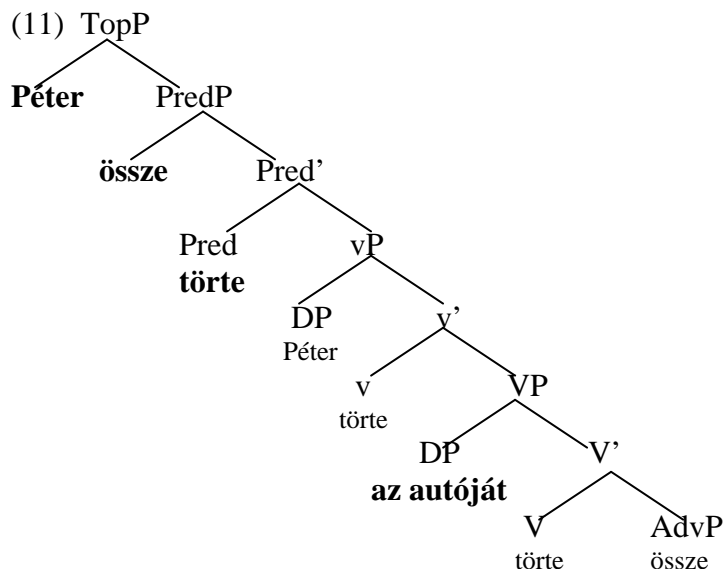 (11) TopP
Péter PredP
össze Pred’
Pred vP
törte
DP v’
Péter
v VP
törte
DP V’
az autóját
V AdvP
törte össze